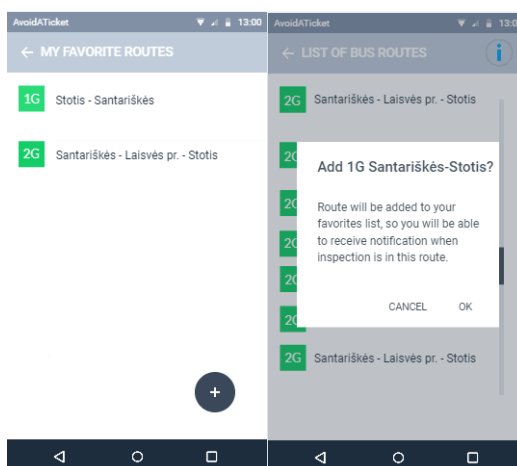 AvoidATicket 13:00
MY FAVORITE ROUTES
1G Stotis - Santariškės
2G Santariškės - Laisvės pr. - Stotis
+
AvoidATicket 13:0
LIST OF BUS ROUTES i
2G Santariškės - Laisvės pr. - Stotis
2G
Add 1G Santariškės-Stotis?
Route will be added to your
favorites list, so you will be able
to receive notification when
inspection is in this route.
CANCEL OK
2G Santariškės - Laisvės pr. - Stotis